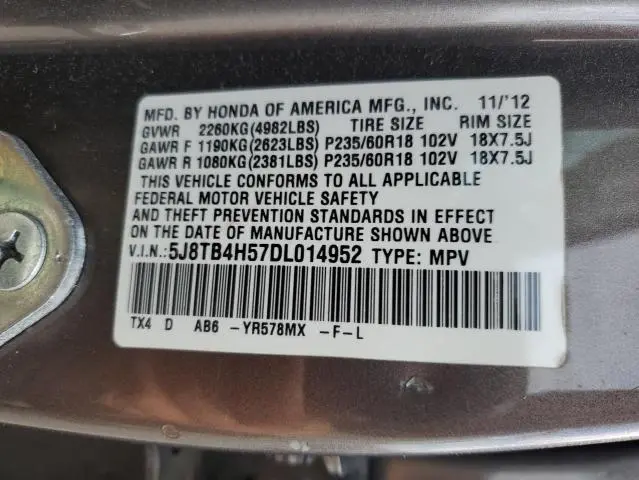 MFD. BY HONDA OF AMERICA MFG., INC. 11/'12
GVWR 2260KG(4982LBS) TIRE SIZE RIM SIZE
GAWR F 1190KG(2623LBS) P235/60R18 102V 18X7.5J
GAWR R 1080KG(2381LBS) P235/60R18 102V 18X7.5J
THIS VEHICLE CONFORMS TO ALL APPLICABLE
FEDERAL MOTOR VEHICLE SAFETY
AND THEFT PREVENTION STANDARDS IN EFFECT
ON THE DATE OF MANUFACTURE SHOWN ABOVE.
V.I.N.:5J8TB4H57DL014952 TYPE: MPV
TX4 D AB6 -YR578MX -F-L